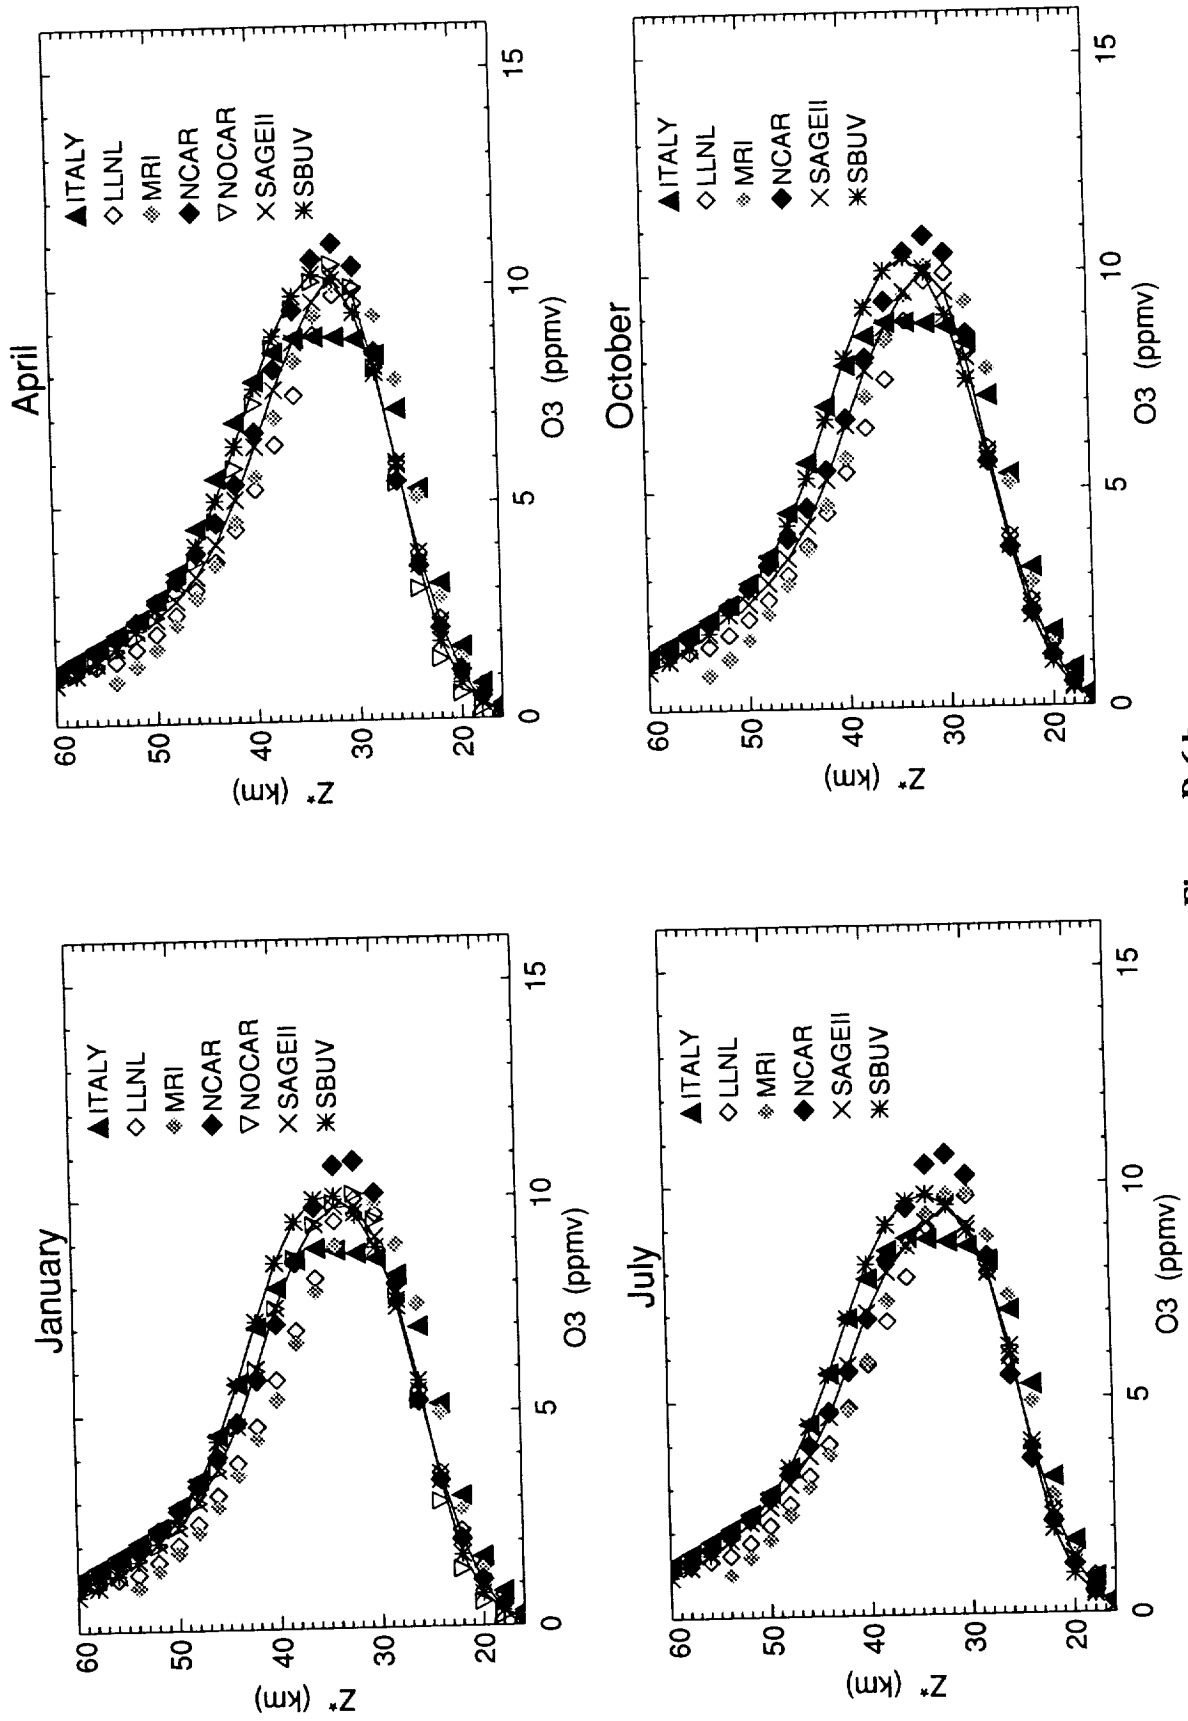 January
Z* (km)
60
50
40
30
20
0
5
10
15
O3 (ppmv)
ITALY
LLNL
MRI
NCAR
NOCAR
SAGEII
SBUV
April
Z* (km)
60
50
40
30
20
0
5
10
15
O3 (ppmv)
ITALY
LLNL
MRI
NCAR
NOCAR
SAGEII
SBUV
July
Z* (km)
60
50
40
30
20
0
5
10
15
O3 (ppmv)
ITALY
LLNL
MRI
NCAR
SAGEII
SBUV
October
Z* (km)
60
50
40
30
20
0
5
10
15
O3 (ppmv)
ITALY
LLNL
MRI
NCAR
SAGEII
SBUV